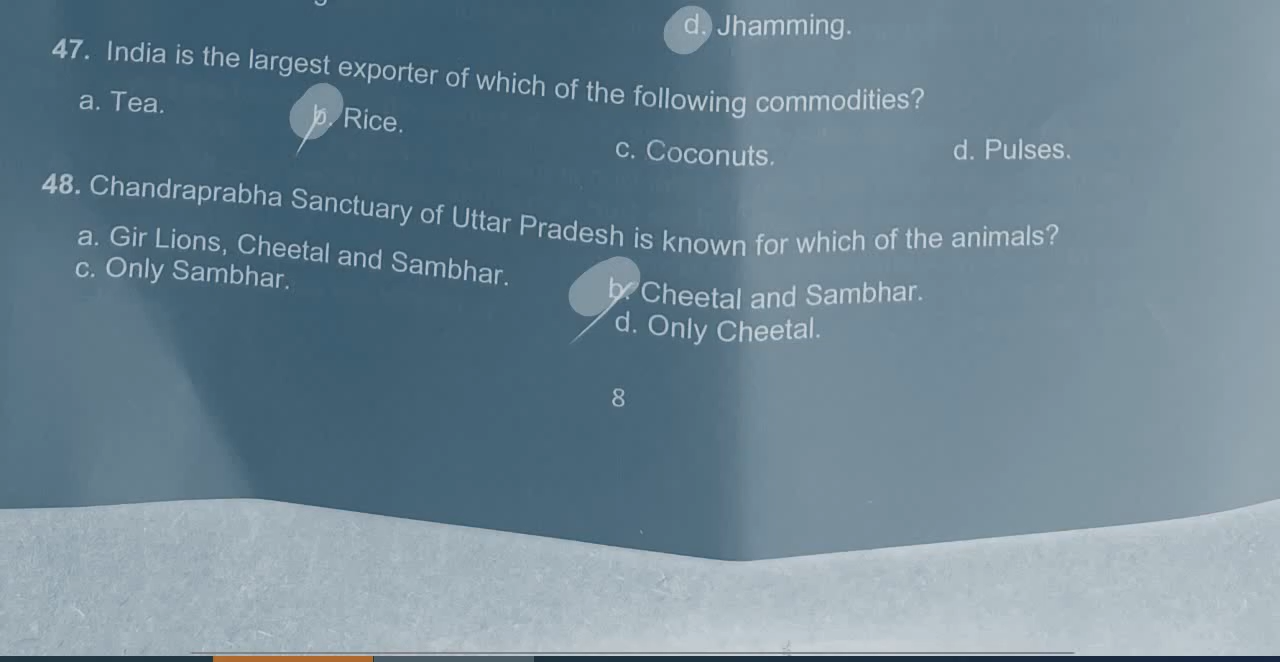 d. Jhamming.
47. India is the largest exporter of which of the following commodities?
a. Tea. b. Rice. c. Coconuts. d. Pulses.
48. Chandraprabha Sanctuary of Uttar Pradesh is known for which of the animals?
a. Gir Lions, Cheetal and Sambhar. b. Cheetal and Sambhar.
c. Only Sambhar. d. Only Cheetal.
8